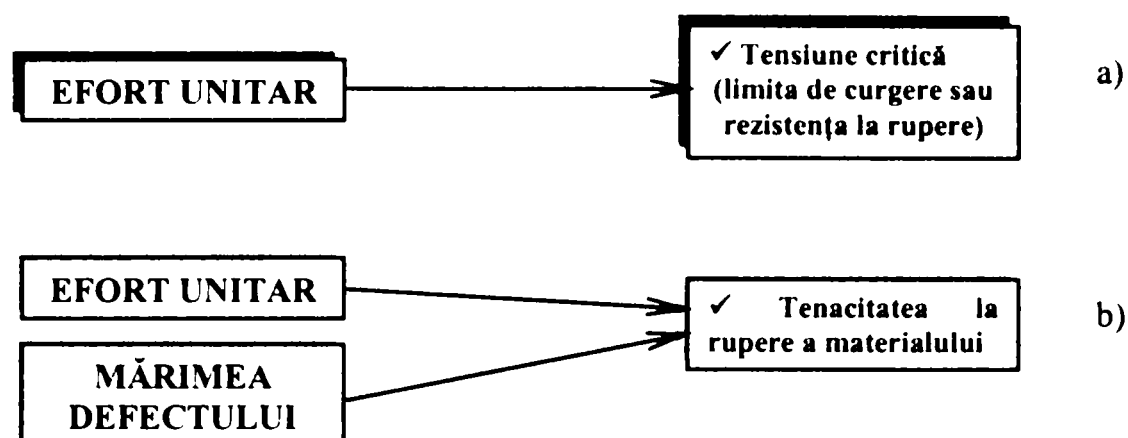 EFORT UNITAR
✓ Tensiune critică
(limita de curgere sau
rezistența la rupere)
a)
EFORT UNITAR
✓ Tenacitatea la
rupere a materialului
b)
MĂRIMEA
DEFECTULUI